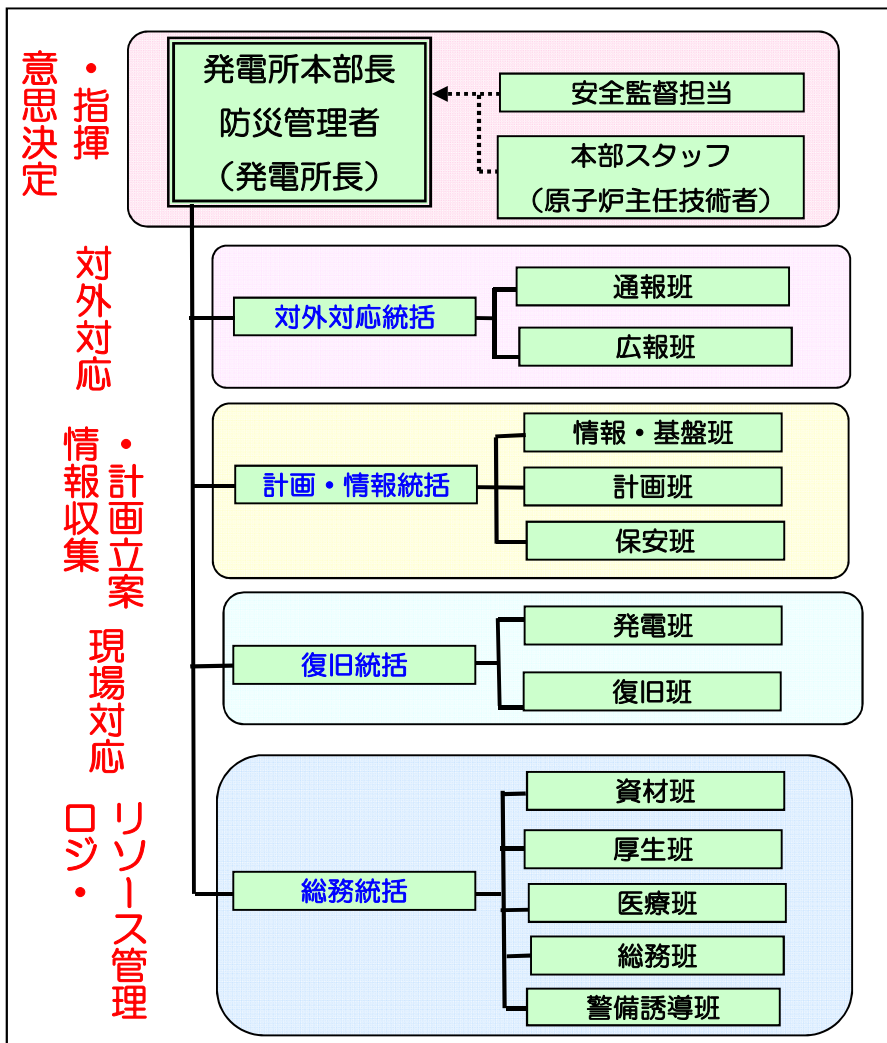 意思決定
・指揮
発電所本部長
防災管理者
（発電所長）
安全監督担当
本部スタッフ
（原子炉主任技術者）
対外対応
対外対応統括
通報班
広報班
情報収集
・計画立案
計画・情報統括
情報・基盤班
計画班
保安班
現場対応
復旧統括
発電班
復旧班
ロジ・
リソース管理
総務統括
資材班
厚生班
医療班
総務班
警備誘導班